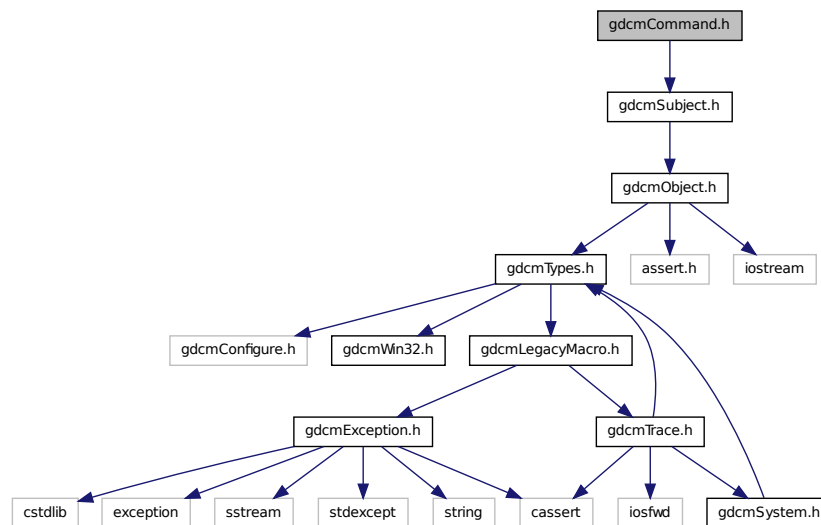 gdcmCommand.h
gdcmSubject.h
gdcmObject.h
gdcmTypes.h
assert.h
iostream
gdcmConfigure.h
gdcmWin32.h
gdcmLegacyMacro.h
gdcmException.h
gdcmTrace.h
cstdlib
exception
sstream
stdexcept
string
cassert
iosfwd
gdcmSystem.h